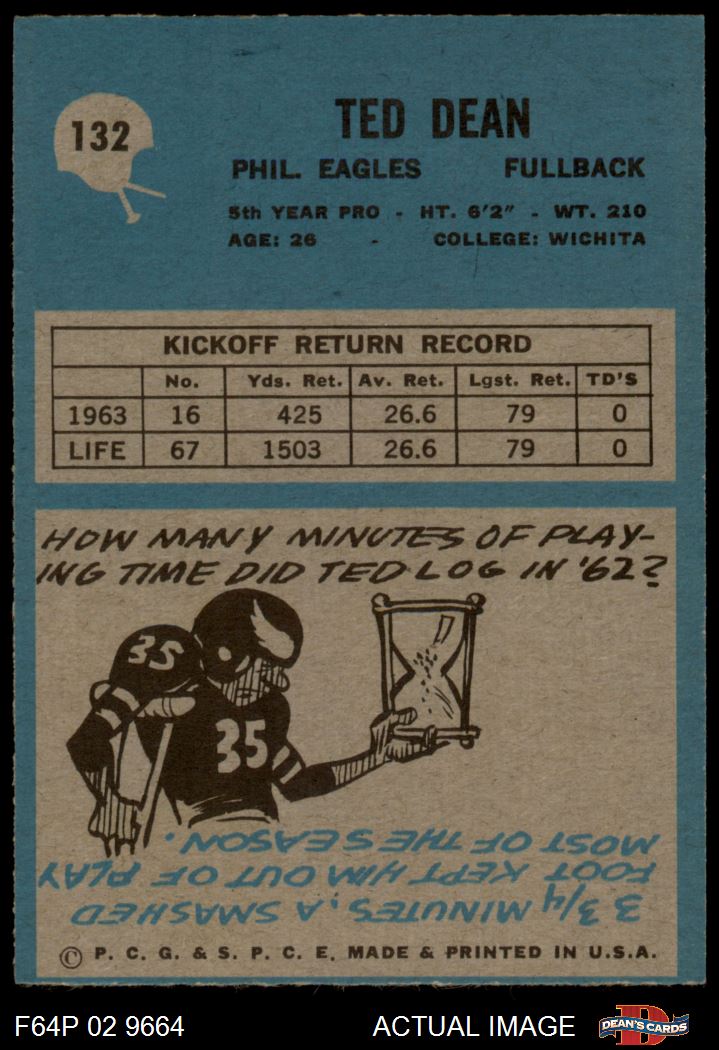 132
TED DEAN
PHIL. EAGLES FULLBACK
5th YEAR PRO - HT. 6'2" - WT. 210
AGE: 26 - COLLEGE: WICHITA
KICKOFF RETURN RECORD
No. Yds. Ret. Av. Ret. Lgst. Ret. TD'S
1963 16 425 26.6 79 0
LIFE 67 1503 26.6 79 0
HOW MANY MINUTES OF PLAY-
ING TIME DID TED LOG IN '62?
35
35
3 3/4 MINUTES. A SMASHED
FOOT KEPT HIM OUT OF PLAY
MOST OF THE SEASON.
© P. C. G. & S. P. C. E. MADE & PRINTED IN U.S.A.
F64P 02 9664 ACTUAL IMAGE
D
DEAN'S CARDS